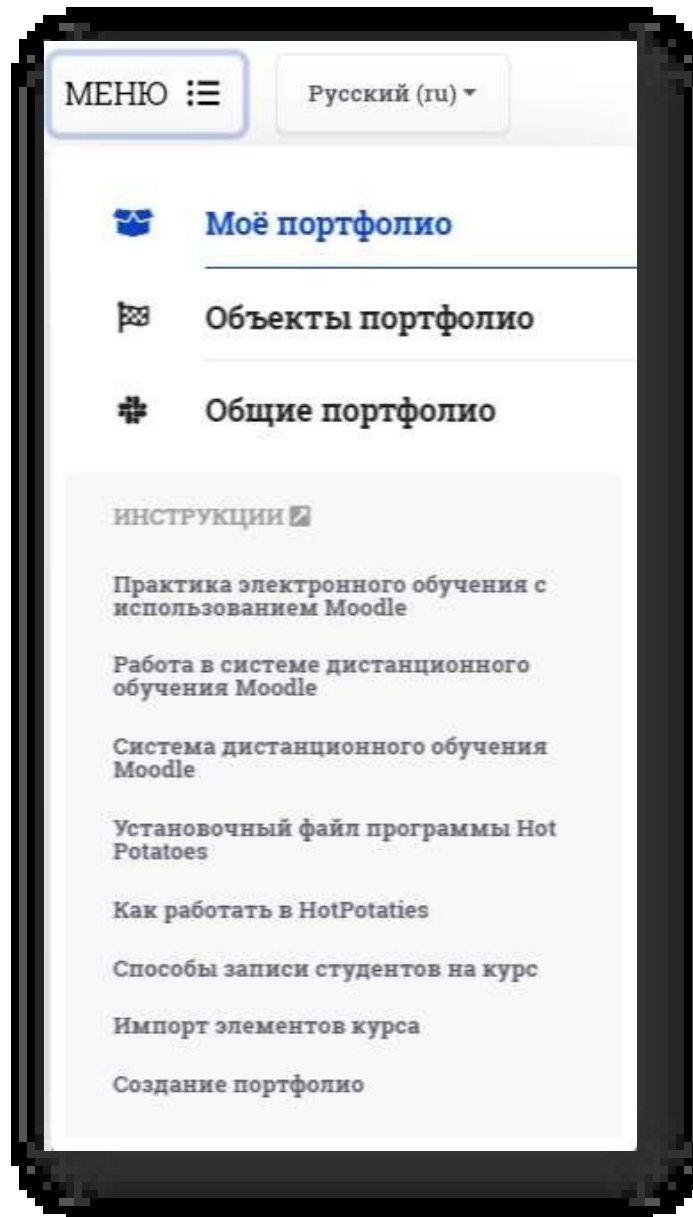 МЕНЮ
Русский (ru)
Моё портфолио
Объекты портфолио
Общие портфолио
ИНСТРУКЦИИ
Практика электронного обучения с
использованием Moodle
Работа в системе дистанционного
обучения Moodle
Система дистанционного обучения
Moodle
Установочный файл программы Hot
Potatoes
Как работать в HotPotaties
Способы записи студентов на курс
Импорт элементов курса
Создание портфолио